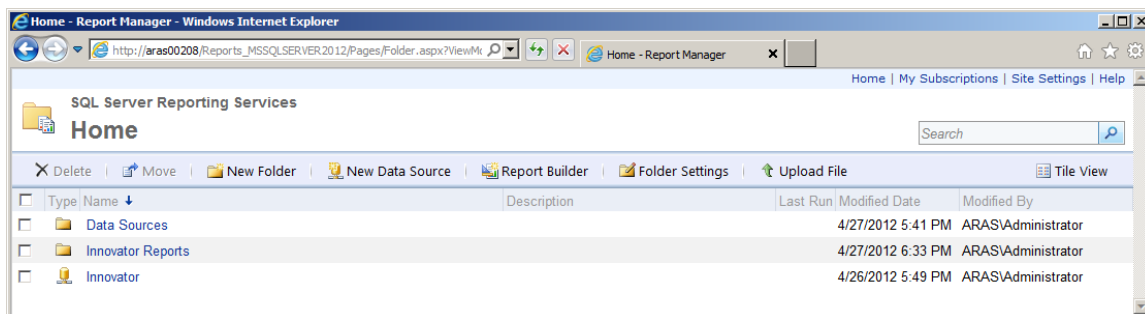 Home - Report Manager - Windows Internet Explorer
http://aras00208/Reports_MSSQLSERVER2012/Pages/Folder.aspx?ViewMo
Home - Report Manager
Home | My Subscriptions | Site Settings | Help
SQL Server Reporting Services
Home
Search
Delete | Move | New Folder | New Data Source | Report Builder | Folder Settings | Upload File Tile View
Type Name Description Last Run Modified Date Modified By
Data Sources 4/27/2012 5:41 PM ARAS\Administrator
Innovator Reports 4/27/2012 6:33 PM ARAS\Administrator
Innovator 4/26/2012 5:49 PM ARAS\Administrator